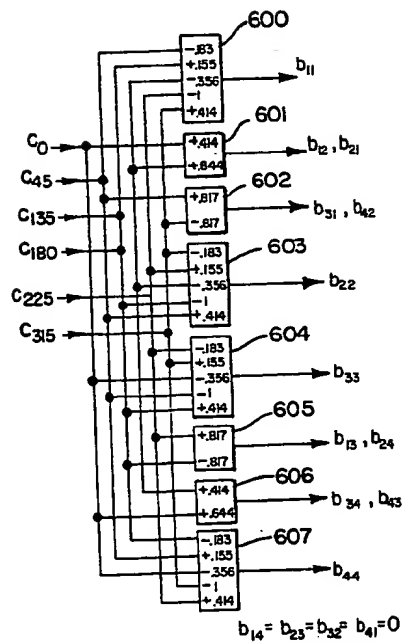 600
-.183
+.155
-.356
-1
+.414
b11
601
C0
+.414
+.644
b12, b21
C45
602
+.817
-.817
b31, b42
C135
C180
603
-.183
+.155
-.356
-1
+.414
b22
C225
C315
604
-.183
+.155
-.356
-1
+.414
b33
605
+.817
-.817
b13, b24
606
+.414
+.644
b34, b43
607
-.183
+.155
-.356
-1
+.414
b44
b14 = b23 = b32 = b41 = 0